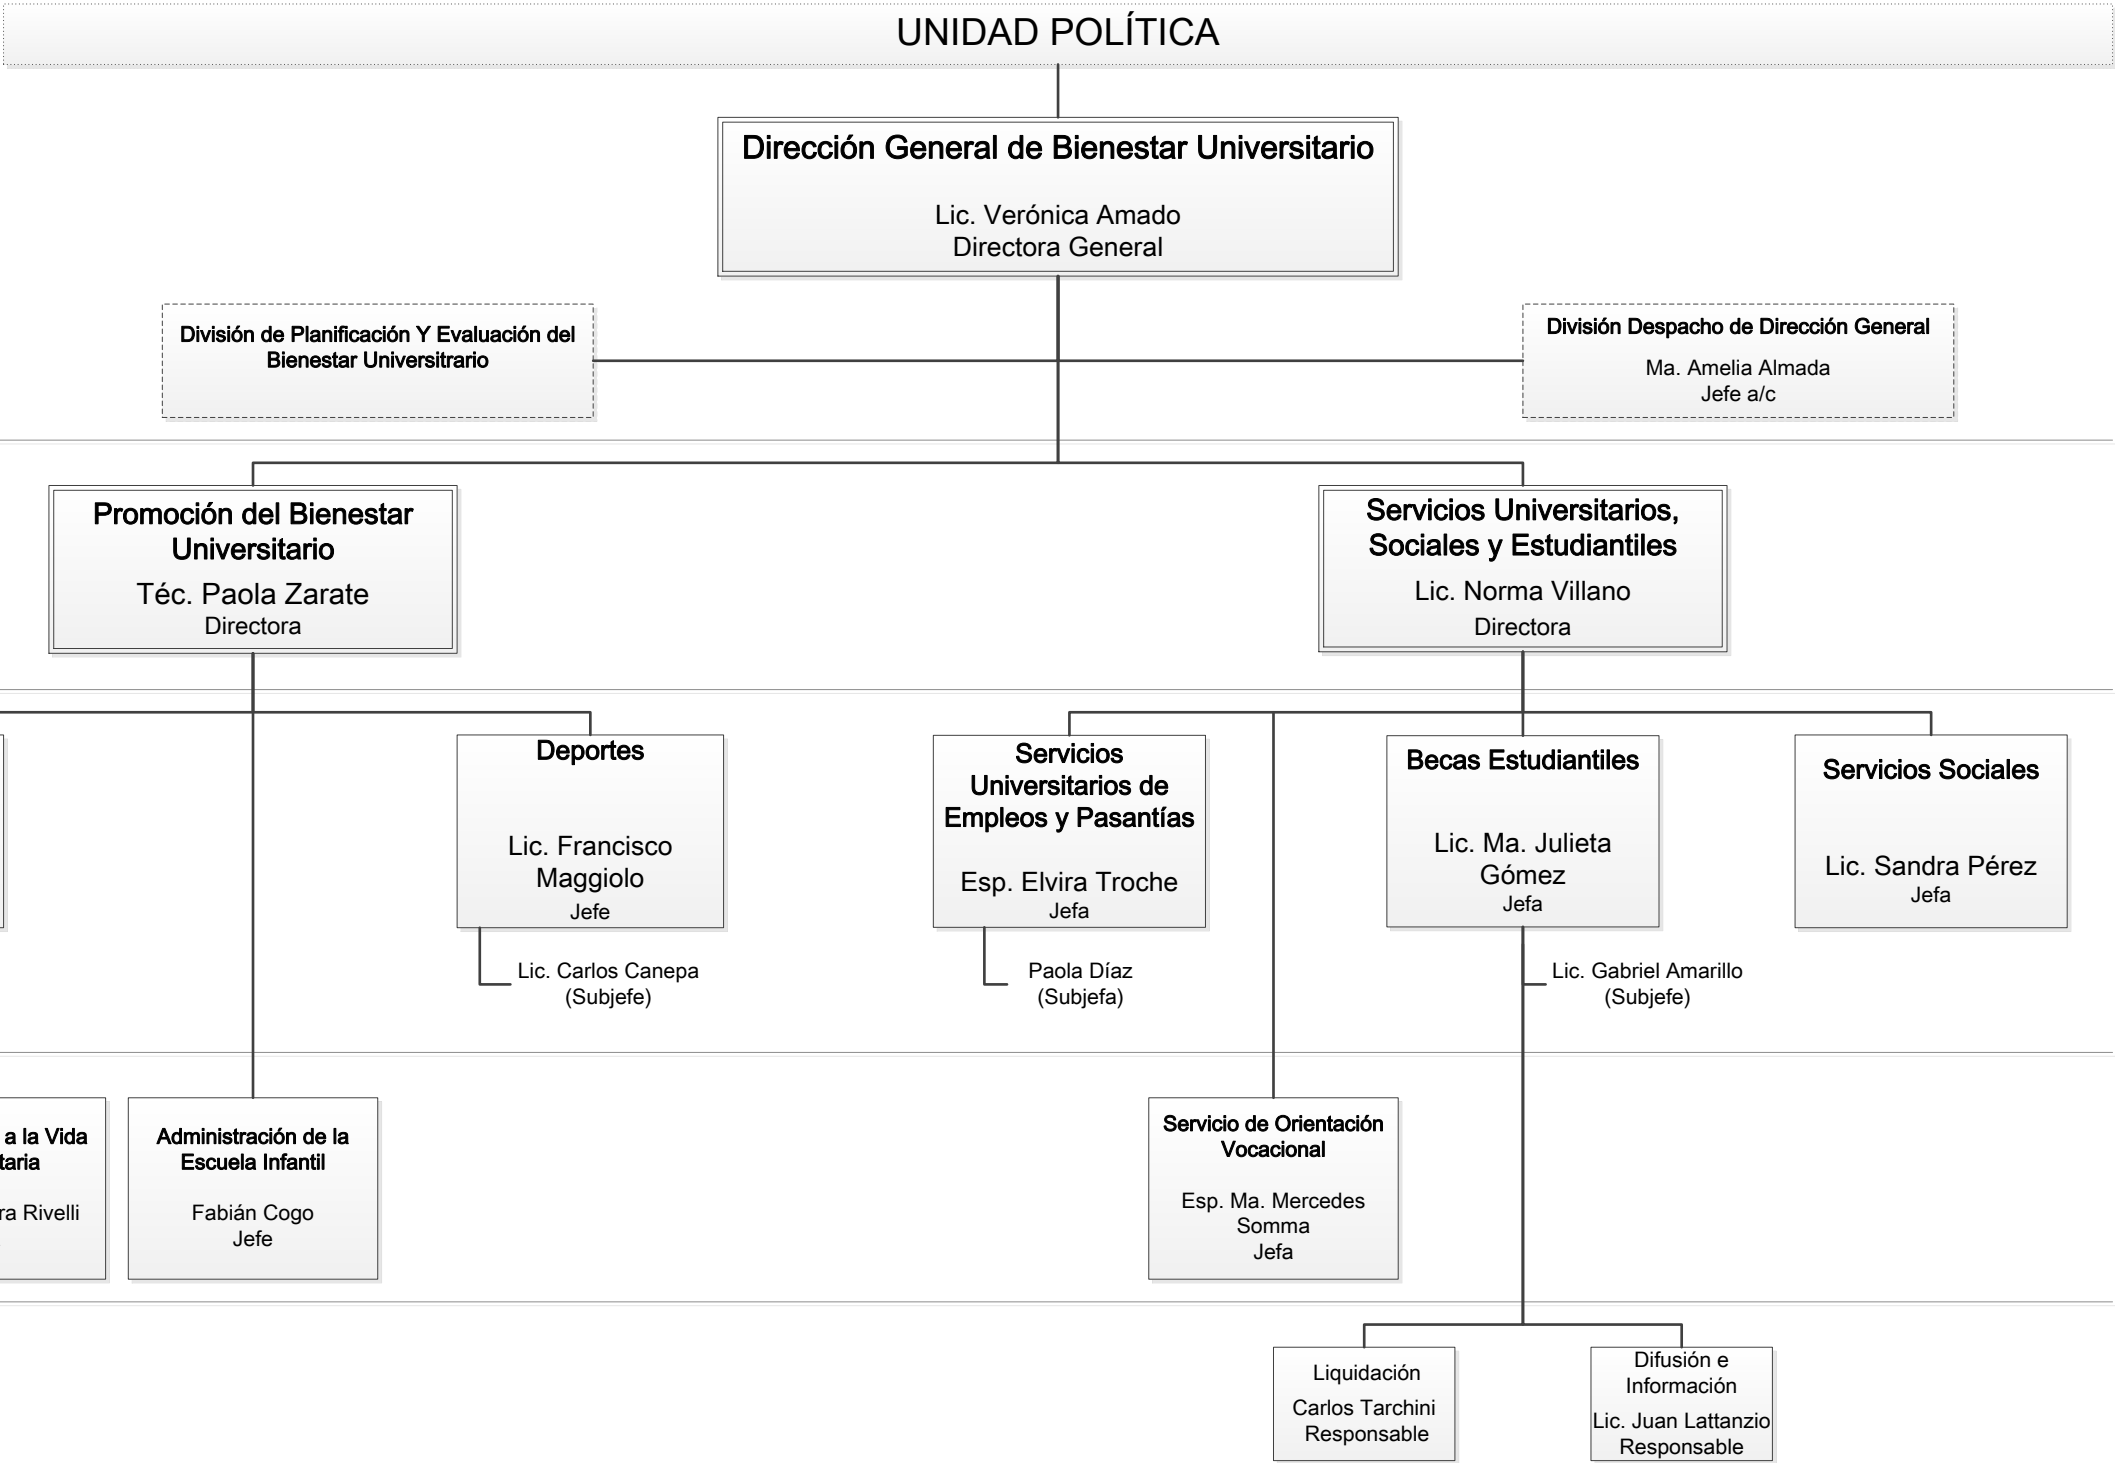 UNIDAD POLÍTICA
Dirección General de Bienestar Universitario
Lic. Verónica Amado
Directora General
División de Planificación Y Evaluación del
Bienestar Universitrario
División Despacho de Dirección General
Ma. Amelia Almada
Jefe a/c
Promoción del Bienestar
Universitario
Téc. Paola Zarate
Directora
Servicios Universitarios,
Sociales y Estudiantiles
Lic. Norma Villano
Directora
Deportes
Lic. Francisco
Maggiolo
Jefe
Lic. Carlos Canepa
(Subjefe)
Servicios
Universitarios de
Empleos y Pasantías
Esp. Elvira Troche
Jefa
Paola Díaz
(Subjefa)
Becas Estudiantiles
Lic. Ma. Julieta
Gómez
Jefa
Lic. Gabriel Amarillo
(Subjefe)
Servicios Sociales
Lic. Sandra Pérez
Jefa
a la Vida
taria
ra Rivelli
Administración de la
Escuela Infantil
Fabián Cogo
Jefe
Servicio de Orientación
Vocacional
Esp. Ma. Mercedes
Somma
Jefa
Liquidación
Carlos Tarchini
Responsable
Difusión e
Información
Lic. Juan Lattanzio
Responsable